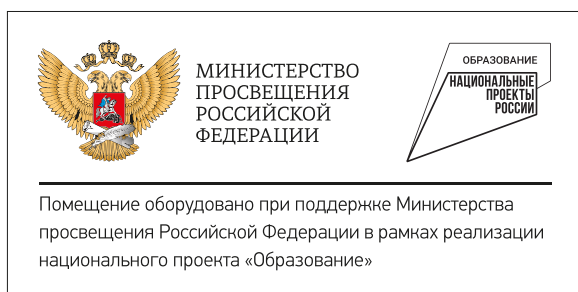 МИНИСТЕРСТВО
ПРОСВЕЩЕНИЯ
РОССИЙСКОЙ
ФЕДЕРАЦИИ
ОБРАЗОВАНИЕ
НАЦИОНАЛЬНЫЕ
ПРОЕКТЫ
РОССИИ
Помещение оборудовано при поддержке Министерства
просвещения Российской Федерации в рамках реализации
национального проекта «Образование»